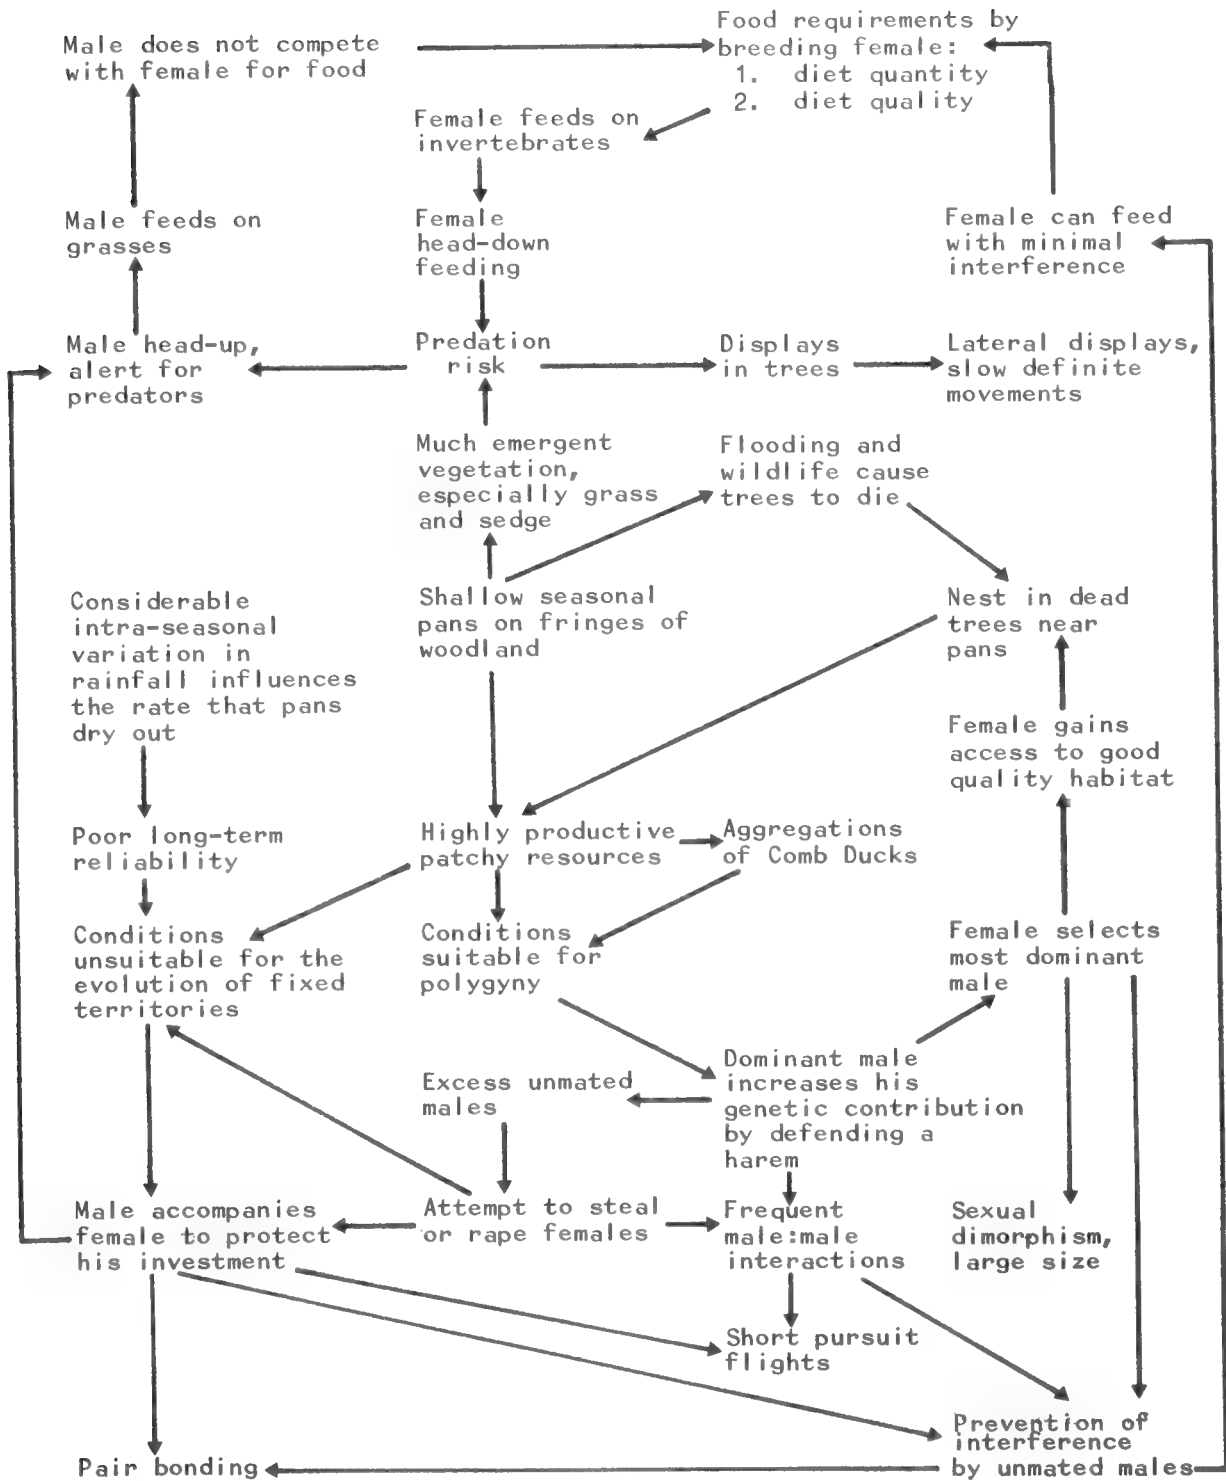 Male does not compete
with female for food
Food requirements by
breeding female:
1. diet quantity
2. diet quality
Female feeds on
invertebrates
Male feeds on
grasses
Female
head-down
feeding
Female can feed
with minimal
interference
Male head-up,
alert for
predators
Predation
risk
Displays
in trees
Lateral displays,
slow definite
movements
Much emergent
vegetation,
especially grass
and sedge
Flooding and
wildlife cause
trees to die
Considerable
intra-seasonal
variation in
rainfall influences
the rate that pans
dry out
Shallow seasonal
pans on fringes of
woodland
Nest in dead
trees near
pans
Female gains
access to good
quality habitat
Poor long-term
reliability
Highly productive
patchy resources
Aggregations
of Comb Ducks
Conditions
unsuitable for the
evolution of fixed
territories
Conditions
suitable for
polygyny
Female selects
most dominant
male
Excess unmated
males
Dominant male
increases his
genetic contribution
by defending a
harem
Male accompanies
female to protect
his investment
Attempt to steal
or rape females
Frequent
male:male
interactions
Sexual
dimorphism,
large size
Short pursuit
flights
Prevention of
interference
by unmated males
Pair bonding